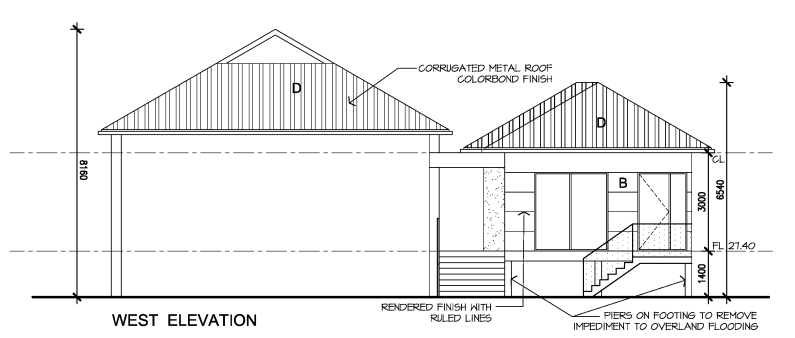 CORRUGATED METAL ROOF
COLORBOND FINISH
D
D
CL
8160
B
3000
6540
FL 27.40
1400
RENDERED FINISH WITH
RULED LINES
PIERS ON FOOTING TO REMOVE
IMPEDIMENT TO OVERLAND FLOODING
WEST ELEVATION